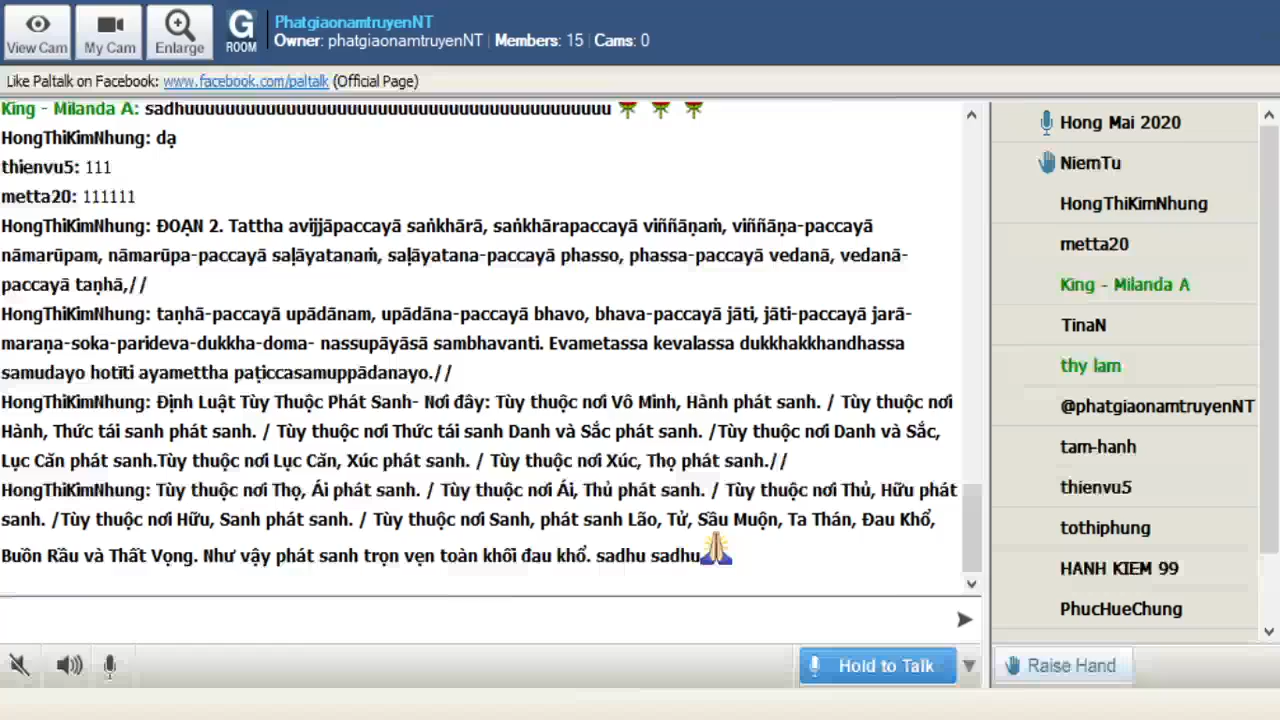 View Cam
My Cam
Enlarge
G
ROOM
PhatgiaonamtruyenNT
Owner: phatgiaonamtruyenNT | Members: 15 | Cams: 0
Like Paltalk on Facebook: www.facebook.com/paltalk (Official Page)
King - Milanda A: sadhuuuuuuuuuuuuuuuuuuuuuuuuuuuuuuuuuuuuuuuuuu
HongThiKimNhung: dạ
thienvu5: 111
metta20: 111111
HongThiKimNhung: ĐOẠN 2. Tattha avijjāpaccayā saṅkhārā, saṅkhārapaccayā viññāṇaṁ, viññāṇa-paccayā
nāmarūpam, nāmarūpa-paccayā saḷāyatanaṁ, saḷāyatana-paccayā phasso, phassa-paccayā vedanā, vedanā-
paccayā taṇhā,//
HongThiKimNhung: taṇhā-paccayā upādānam, upādāna-paccayā bhavo, bhava-paccayā jāti, jāti-paccayā jarā-
maraṇa-soka-parideva-dukkha-doma- nassupāyāsā sambhavanti. Evametassa kevalassa dukkhakkhandhassa
samudayo hotīti ayamettha paṭiccasamuppādanayo.//
HongThiKimNhung: Định Luật Tùy Thuộc Phát Sanh- Nơi đây: Tùy thuộc nơi Vô Minh, Hành phát sanh. / Tùy thuộc nơi
Hành, Thức tái sanh phát sanh. / Tùy thuộc nơi Thức tái sanh Danh và Sắc phát sanh. /Tùy thuộc nơi Danh và Sắc,
Lục Căn phát sanh.Tùy thuộc nơi Lục Căn, Xúc phát sanh. / Tùy thuộc nơi Xúc, Thọ phát sanh.//
HongThiKimNhung: Tùy thuộc nơi Thọ, Ái phát sanh. / Tùy thuộc nơi Ái, Thủ phát sanh. / Tùy thuộc nơi Thủ, Hữu phát
sanh. /Tùy thuộc nơi Hữu, Sanh phát sanh. / Tùy thuộc nơi Sanh, phát sanh Lão, Tử, Sầu Muộn, Ta Thán, Đau Khổ,
Buồn Rầu và Thất Vọng. Như vậy phát sanh trọn vẹn toàn khối đau khổ. sadhu sadhu
Hold to Talk
Hong Mai 2020
NiemTu
HongThiKimNhung
metta20
King - Milanda A
TinaN
thy lam
@phatgiaonamtruyenNT
tam-hanh
thienvu5
tothiphung
HANH KIEM 99
PhucHueChung
Raise Hand